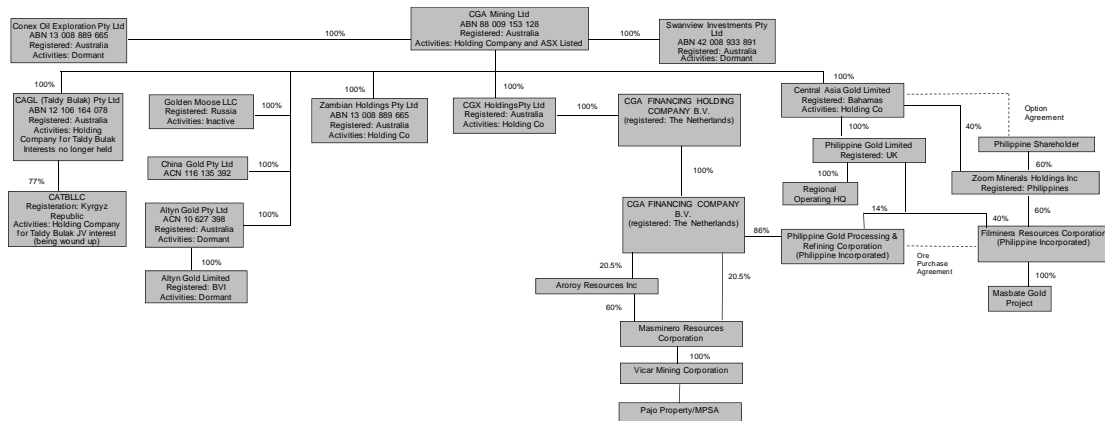 Conex Oil Exploration Pty Ltd
ABN 13 008 889 665
Registered: Australia
Activities: Dormant
100%
CGA Mining Ltd
ABN 88 009 153 128
Registered: Australia
Activities: Holding Company and ASX Listed
100%
Swanview Investments Pty
Ltd
ABN 42 008 933 891
Registered: Australia
Activities: Dormant
100%
CAGL (Taldy Bulak) Pty Ltd
ABN 12 106 164 078
Registered: Australia
Activities: Holding
Company for Taldy Bulak
Interests no longer held
77%
CATBLLC
Registeration: Kyrgyz
Republic
Activities: Holding Company
for Taldy Bulak JV interest
(being wound up)
Golden Moose LLC
Registered: Russia
Activities: Inactive
100%
China Gold Pty Ltd
ACN 116 135 392
100%
Altyn Gold Pty Ltd
ACN 10 627 398
Registered: Australia
Activities: Dormant
100%
100%
Altyn Gold Limited
Registered: BVI
Activities: Dormant
100%
Zambian Holdings Pty Ltd
ABN 13 008 889 665
Registered: Australia
Activities: Holding Co
100%
CGX HoldingsPty Ltd
Registered: Australia
Activities: Holding Co
100%
CGA FINANCING HOLDING
COMPANY B.V.
(registered: The Netherlands)
100%
CGA FINANCING COMPANY
B.V.
(registered: The Netherlands)
86%
20.5%
20.5%
Aroroy Resources Inc
60%
Masminero Resources
Corporation
100%
Vicar Mining Corporation
Pajo Property/MPSA
100%
Central Asia Gold Limited
Registered: Bahamas
Activities: Holding Co
Option
Agreement
100%
40%
Philippine Gold Limited
Registered: UK
Philippine Shareholder
100%
60%
Regional
Operating HQ
Zoom Minerals Holdings Inc
Registered: Philippines
14%
40%
60%
Philippine Gold Processing &
Refining Corporation
(Philippine Incorporated)
Ore
Purchase
Agreement
Filminera Resources Corporation
(Philippine Incorporated)
100%
Masbate Gold
Project